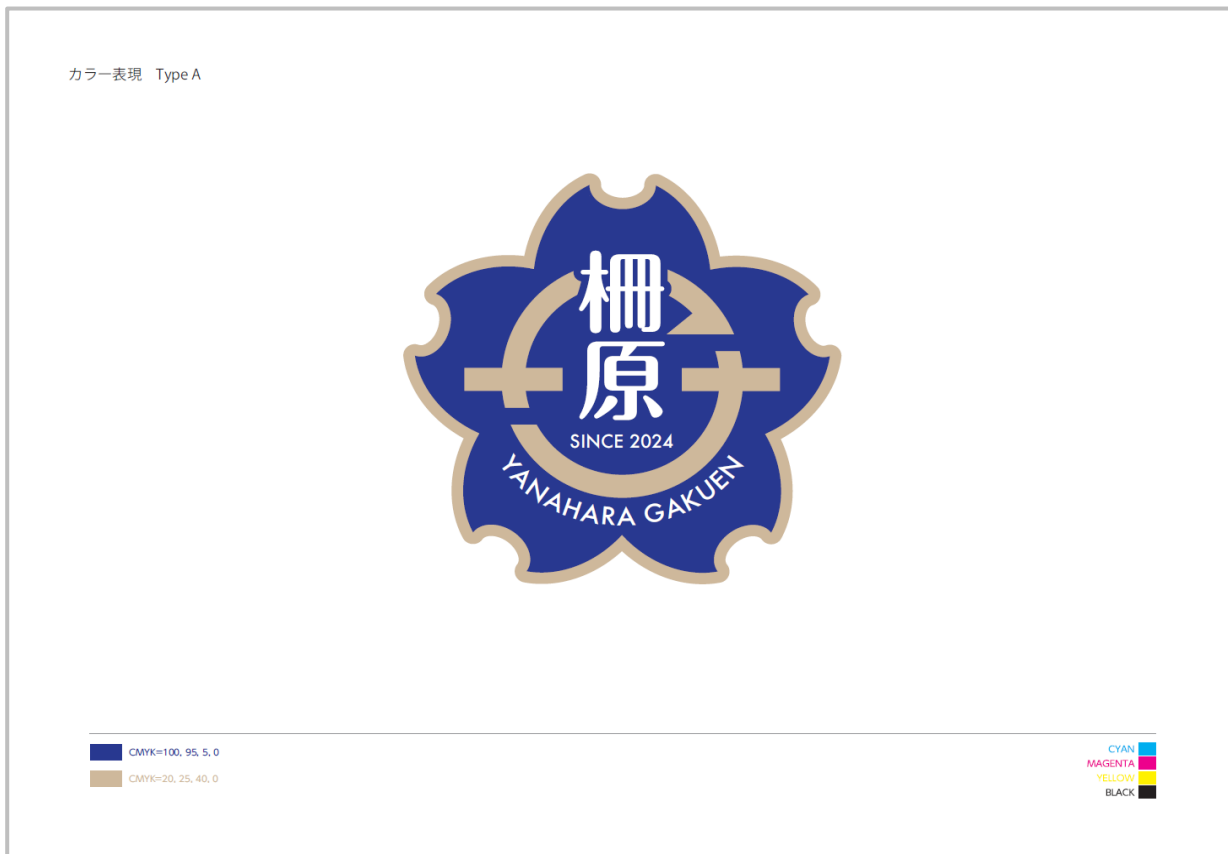 カラー表現 Type A
柵
原
SINCE 2024
YANAHARA GAKUEN
CMYK=100, 95, 5, 0
CMYK=20, 25, 40, 0
CYAN
MAGENTA
YELLOW
BLACK